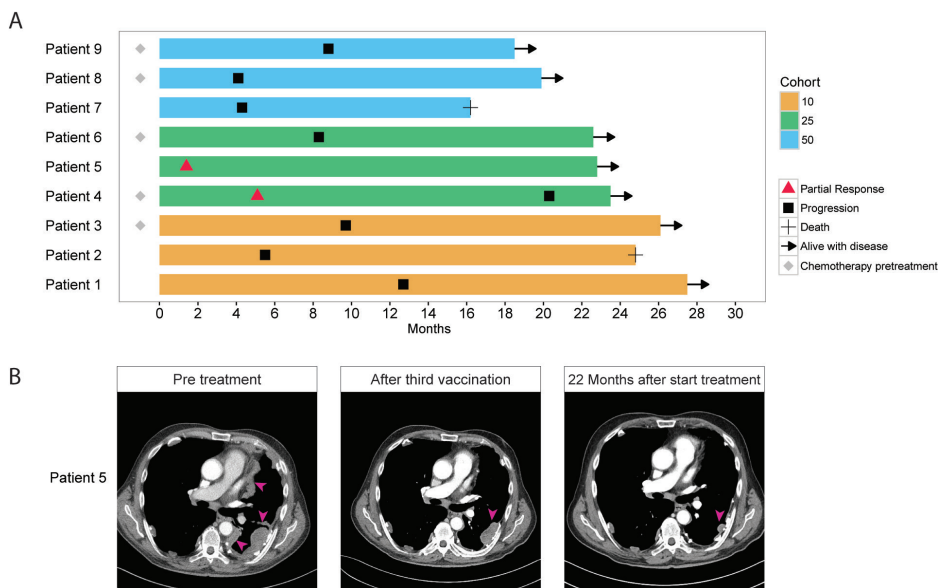 A
Patient 9
Patient 8
Patient 7
Patient 6
Patient 5
Patient 4
Patient 3
Patient 2
Patient 1
0 2 4 6 8 10 12 14 16 18 20 22 24 26 28 30
Months
Cohort
10
25
50
Partial Response
Progression
Death
Alive with disease
Chemotherapy pretreatment
B
Pre treatment After third vaccination 22 Months after start treatment
Patient 5